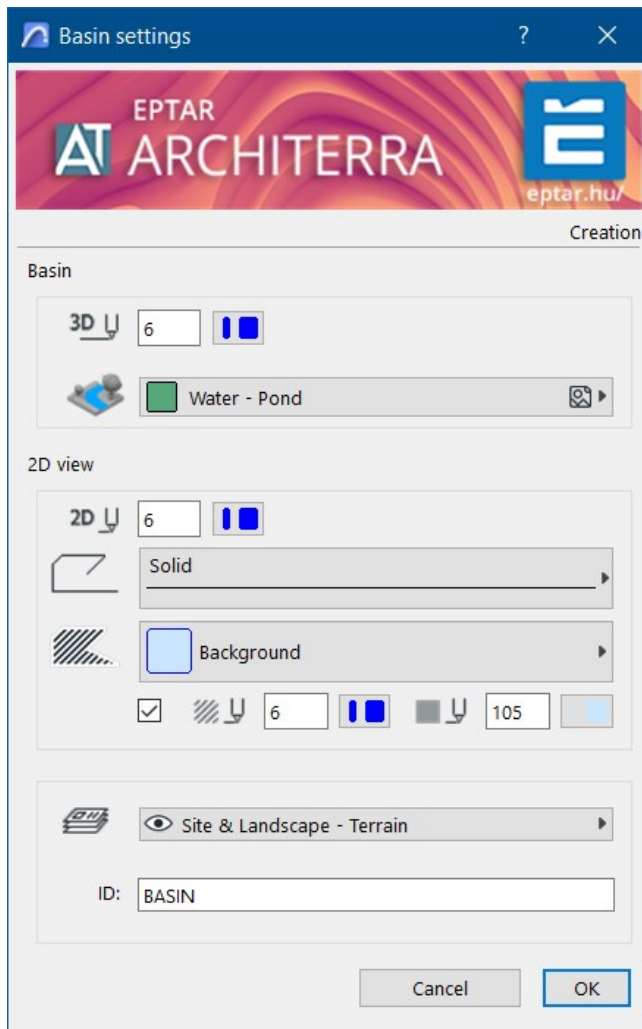 Basin settings ?
EPTAR
AT ARCHITERRA
eptar.hu/
Creation
Basin
3D 6
Water - Pond
2D view
2D 6
Solid
Background
6 105
Site & Landscape - Terrain
ID: BASIN
Cancel OK